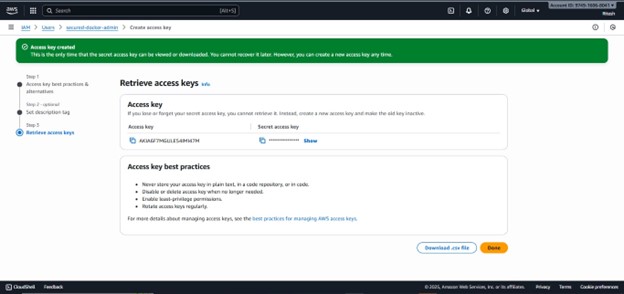 aws
Search
[Alt+S]
Global
Account ID:
IAM > Users > secured-doctor-admin > Create access key
Access key created
This is the only time that the secret access key can be viewed or downloaded. You cannot recover it later. However, you can create a new access key any time.
Step 1
Access key best practices & alternatives
Step 2 - optional
Set description tag
Step 3
Retrieve access keys
Retrieve access keys Info
Access key
If you lose or forget your secret access key, you cannot retrieve it. Instead, create a new access key and make the old key inactive.
Access key
Secret access key
Show
Access key best practices
• Never store your access key in plain text, in a code repository, or in code.
• Disable or delete access key when no longer needed.
• Enable least-privilege permissions.
• Rotate access keys regularly.
For more details about managing access keys, see the best practices for managing AWS access keys.
Download .csv file
Done
CloudShell
Feedback
© 2025, Amazon Web Services, Inc. or its affiliates.
Privacy
Terms
Cookie preferences